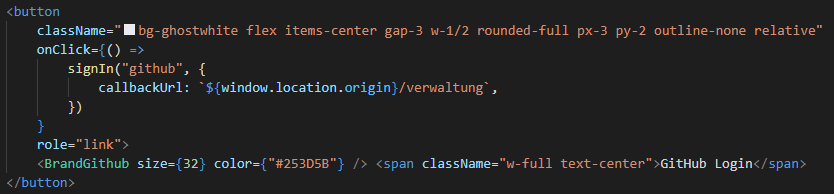 <button
className="bg-ghostwhite flex items-center gap-3 w-1/2 rounded-full px-3 py-2 outline-none relative"
onClick={() =>
signIn("github", {
callbackUrl: `${window.location.origin}/verwaltung`,
})
}
role="link">
<BrandGithub size={32} color={"#253D5B"} /> <span className="w-full text-center">GitHub Login</span>
</button>